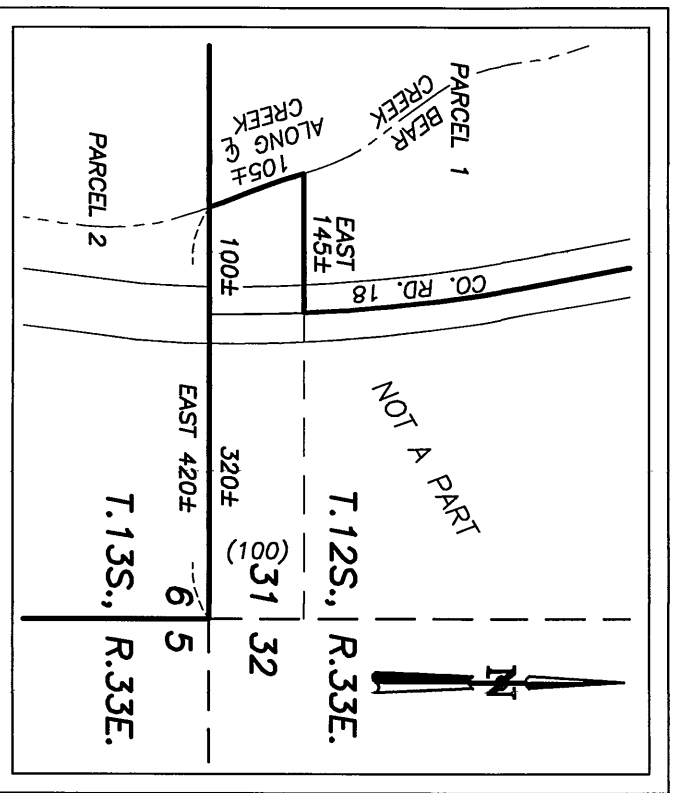 PARCEL 1
BEAR
CREEK
105±
ALONG ℄
CREEK
PARCEL 2
EAST
145±
100±
CO. RD. 18
NOT A PART
EAST 420±
320±
(100)
T.12S., R.33E.
31 32
6 5
T.13S., R.33E.
N